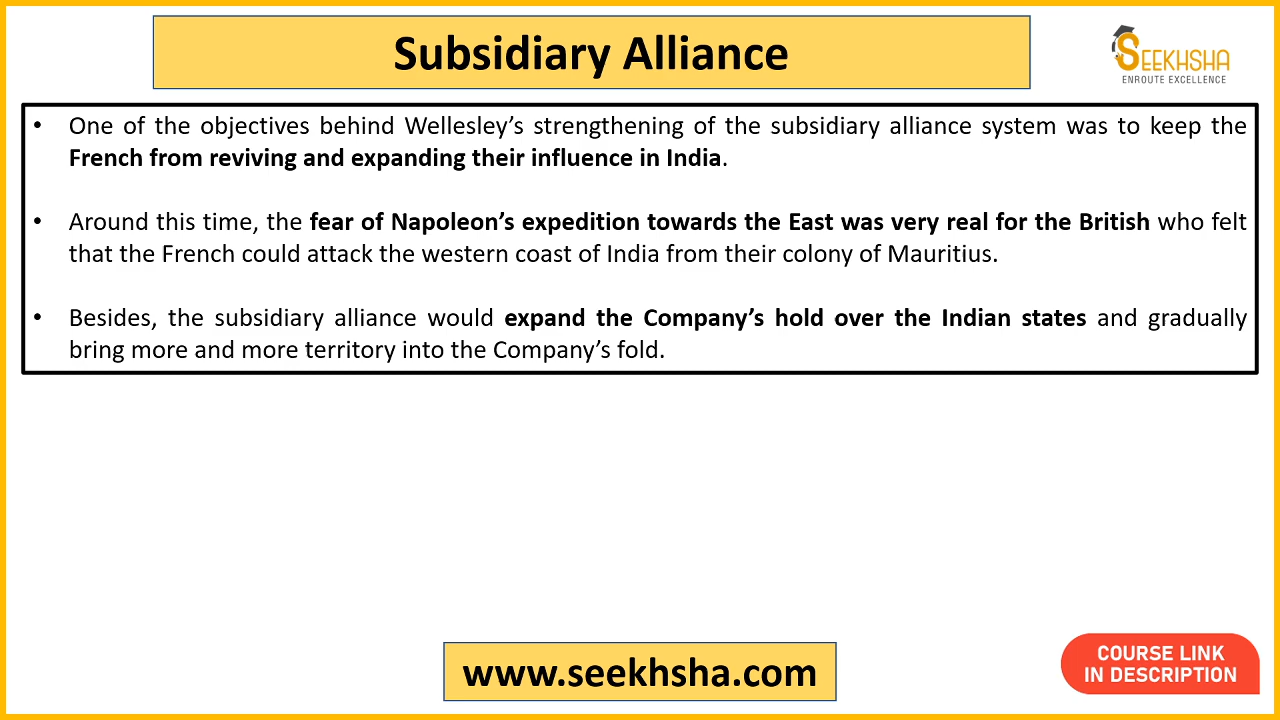 Subsidiary Alliance
SEEKHSHA
ENROUTE EXCELLENCE
• One of the objectives behind Wellesley’s strengthening of the subsidiary alliance system was to keep the
French from reviving and expanding their influence in India.
• Around this time, the fear of Napoleon’s expedition towards the East was very real for the British who felt
that the French could attack the western coast of India from their colony of Mauritius.
• Besides, the subsidiary alliance would expand the Company’s hold over the Indian states and gradually
bring more and more territory into the Company’s fold.
www.seekhsha.com
COURSE LINK
IN DESCRIPTION